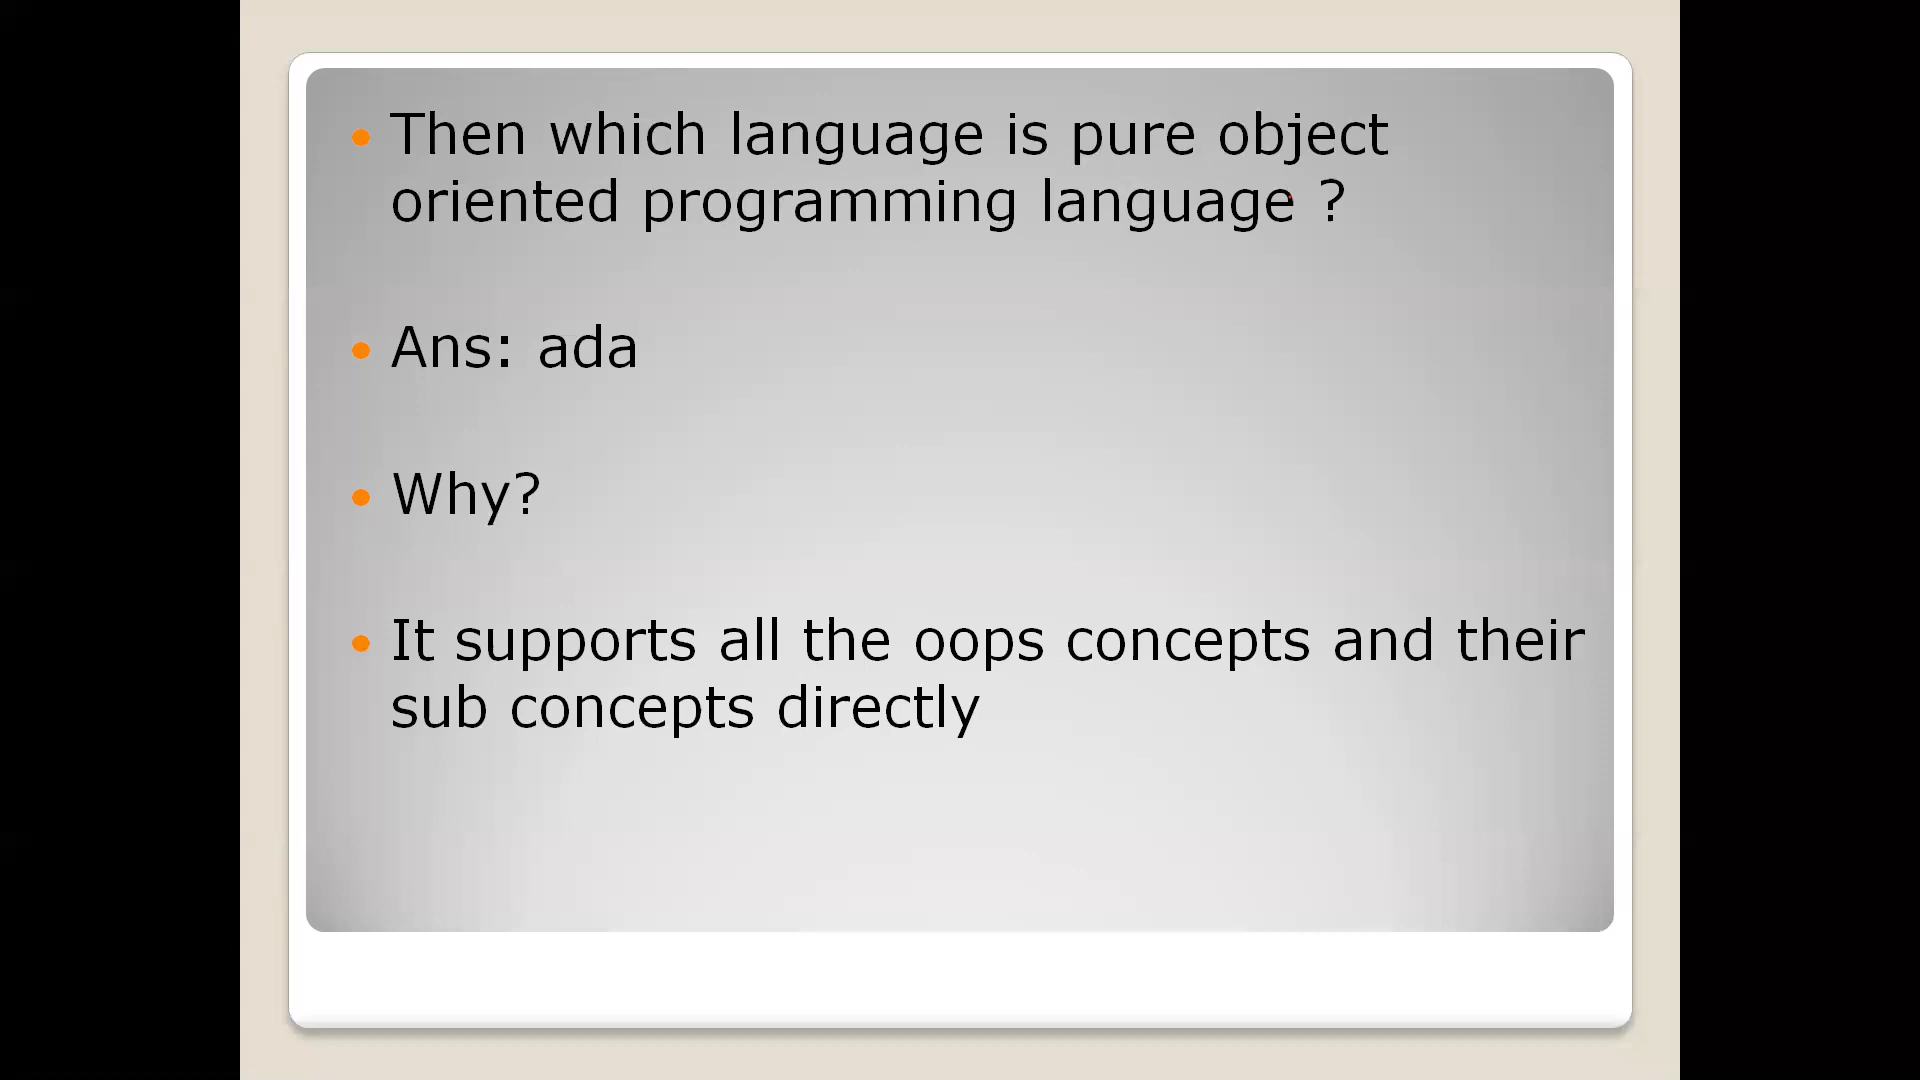 Then which language is pure object
oriented programming language ?
Ans: ada
Why?
It supports all the oops concepts and their
sub concepts directly